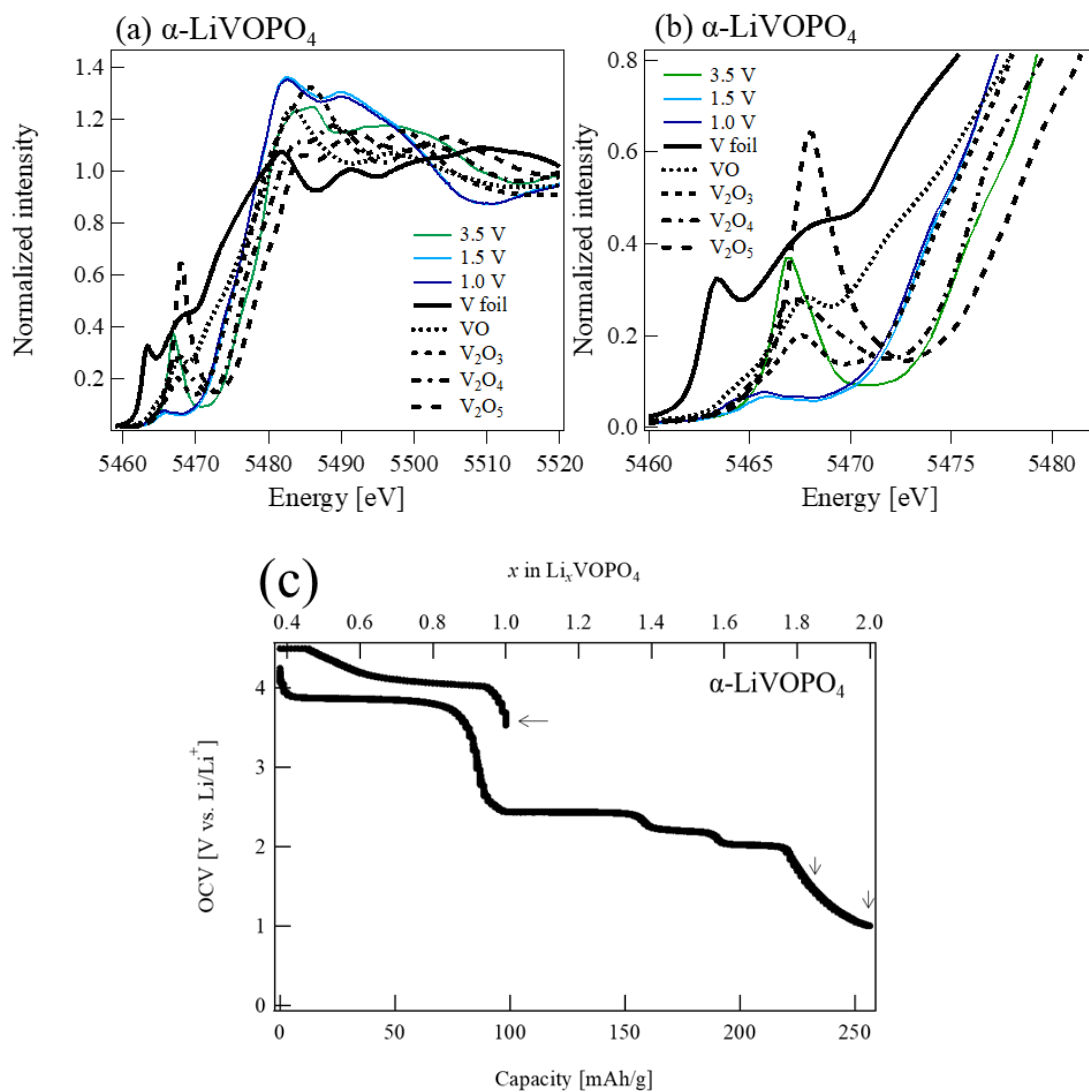 (a) α-LiVOPO₄
1.4
1.2
1.0
0.8
0.6
0.4
0.2
Normalized intensity
3.5 V
1.5 V
1.0 V
V foil
VO
V₂O₃
V₂O₄
V₂O₅
5460 5470 5480 5490 5500 5510 5520
Energy [eV]
(b) α-LiVOPO₄
0.8
0.6
0.4
0.2
0.0
Normalized intensity
3.5 V
1.5 V
1.0 V
V foil
VO
V₂O₃
V₂O₄
V₂O₅
5460 5465 5470 5475 5480
Energy [eV]
(c)
x in LiₓVOPO₄
0.4 0.6 0.8 1.0 1.2 1.4 1.6 1.8 2.0
α-LiVOPO₄
4
3
2
1
0
OCV [V vs. Li/Li⁺]
0 50 100 150 200 250
Capacity [mAh/g]